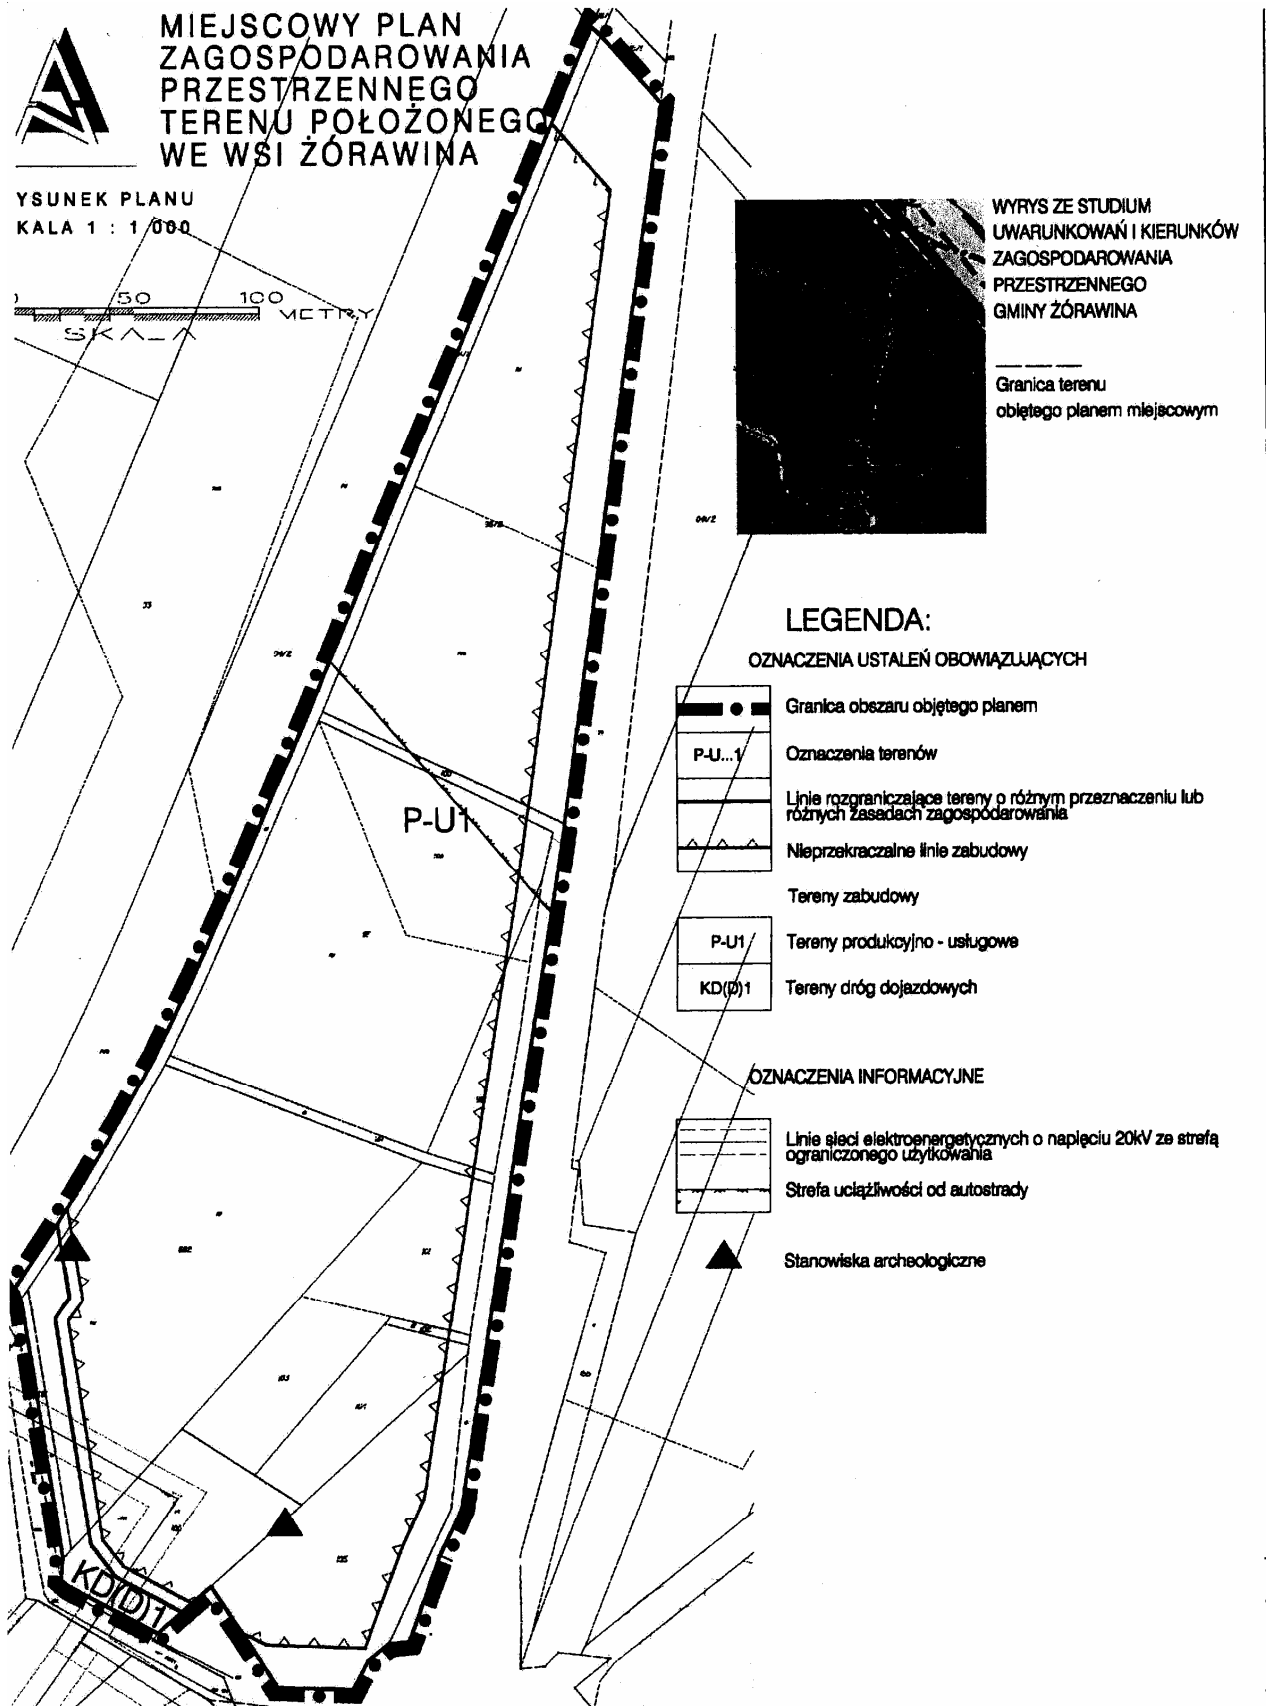 MIEJSCOWY PLAN
ZAGOSPODAROWANIA
PRZESTRZENNEGO
TERENU POŁOŻONEGO
WE WSI ŻÓRAWINA
YSUNEK PLANU
KALA 1 : 1 000
50 100
METRY
WYRYS ZE STUDIUM
UWARUNKOWAŃ I KIERUNKÓW
ZAGOSPODAROWANIA
PRZESTRZENNEGO
GMINY ŻÓRAWINA
Granica terenu
objętego planem miejscowym
LEGENDA:
OZNACZENIA USTALEŃ OBOWIĄZUJĄCYCH
Granica obszaru objętego planem
P-U...1 Oznaczenia terenów
Linie rozgraniczające tereny o różnym przeznaczeniu lub
różnych zasadach zagospodarowania
Nieprzekraczalne linie zabudowy
Tereny zabudowy
P-U1 Tereny produkcyjno - usługowe
KD(D)1 Tereny dróg dojazdowych
OZNACZENIA INFORMACYJNE
Linie sieci elektroenergetycznych o napięciu 20kV ze strefą
ograniczonego użytkowania
Strefa uciążliwości od autostrady
Stanowiska archeologiczne
P-U1
KD(D)1